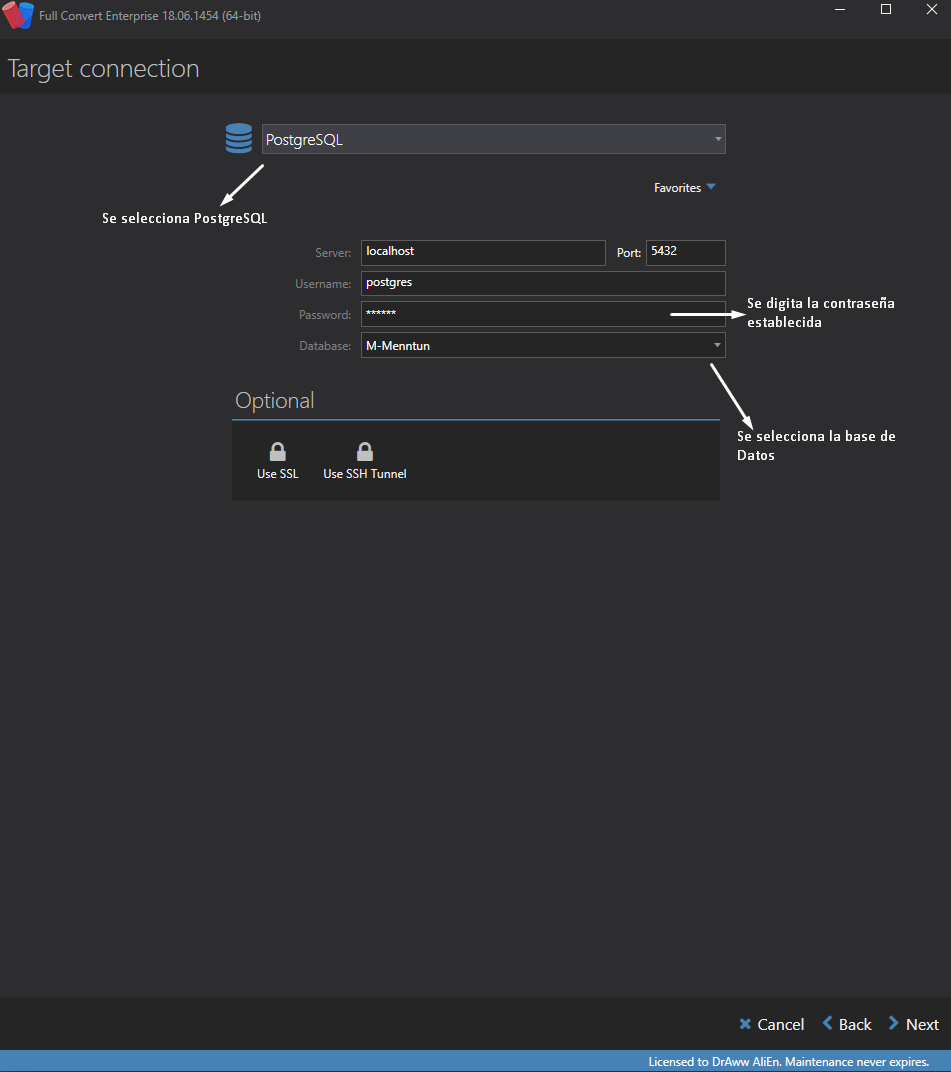 Full Convert Enterprise 18.06.1454 (64-bit)
Target connection
PostgreSQL
Favorites
Se selecciona PostgreSQL
Server: localhost Port: 5432
Username: postgres
Password: ******
Se digita la contraseña
establecida
Database: M-Menntun
Optional
Se selecciona la base de
Datos
Use SSL Use SSH Tunnel
Cancel Back Next
Licensed to DrAww AliEn. Maintenance never expires.